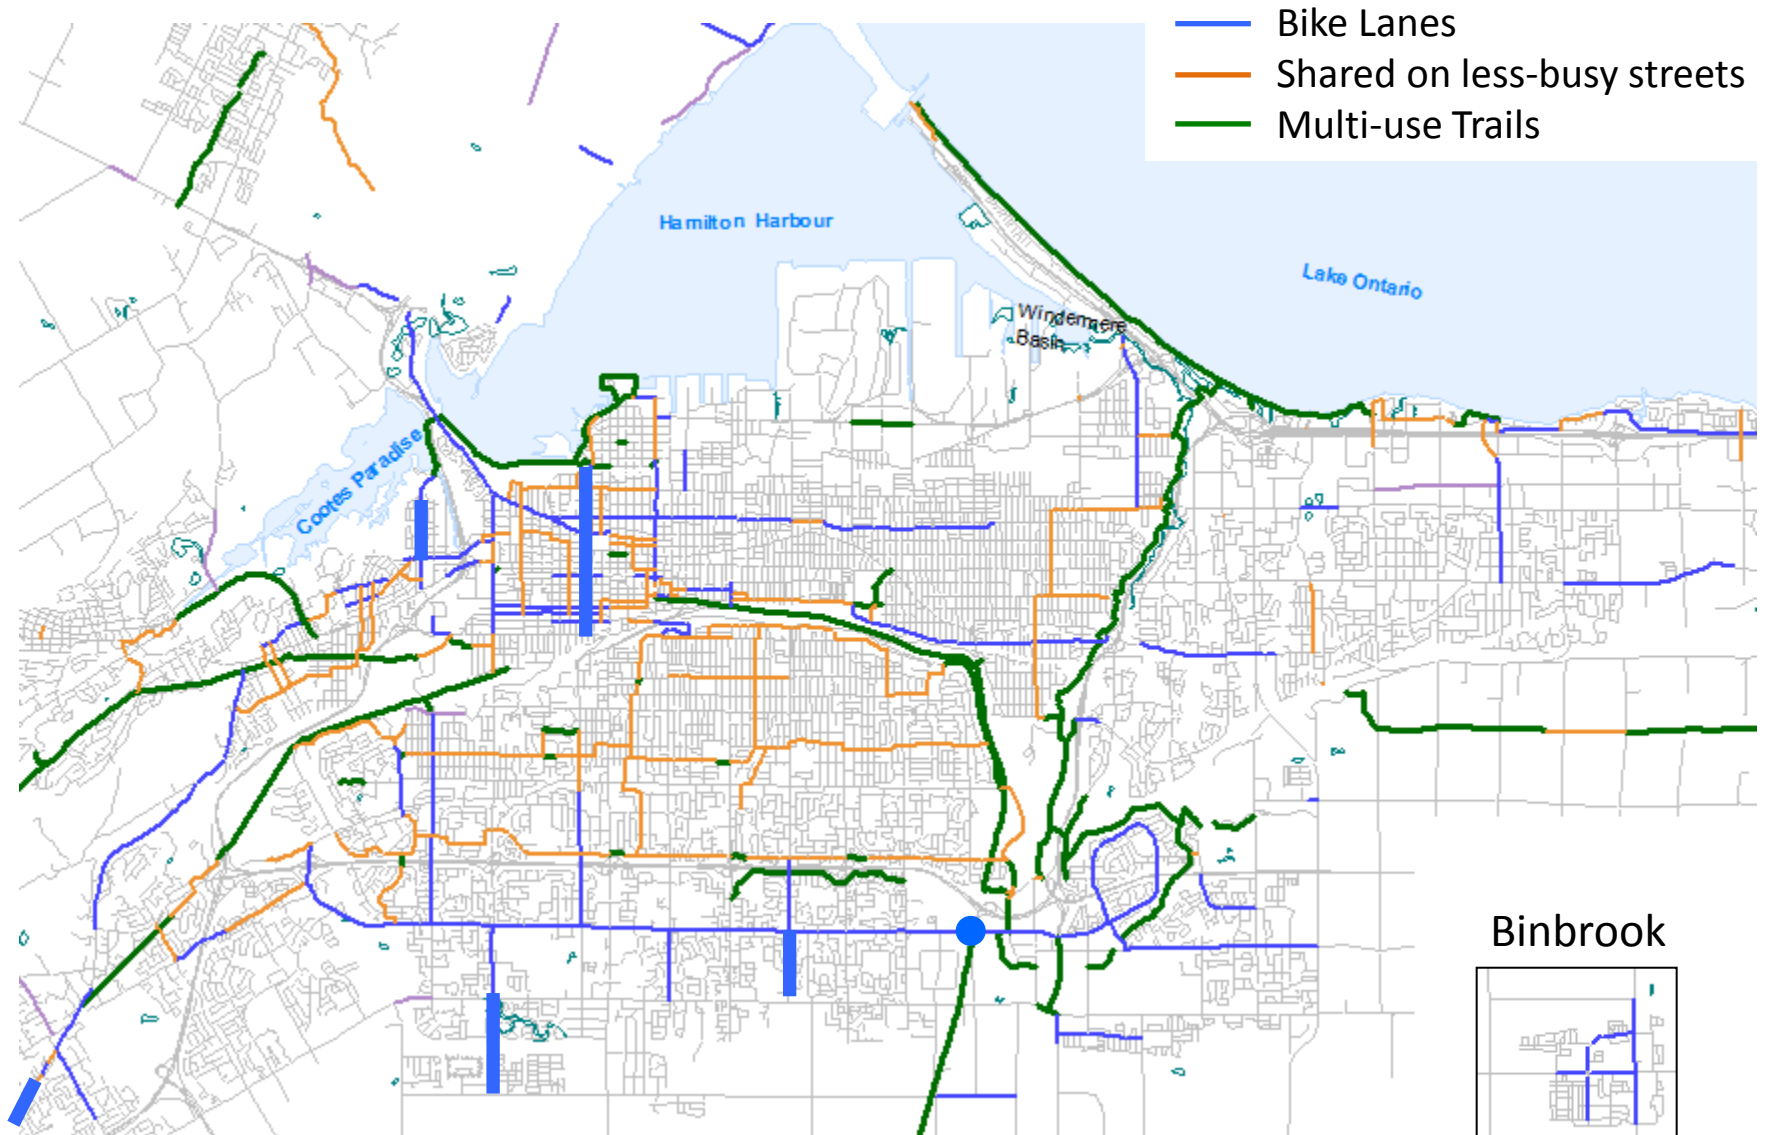 Bike Lanes
Shared on less-busy streets
Multi-use Trails
Hamilton Harbour
Lake Ontario
Windermere
Basin
Cootes Paradise
Binbrook